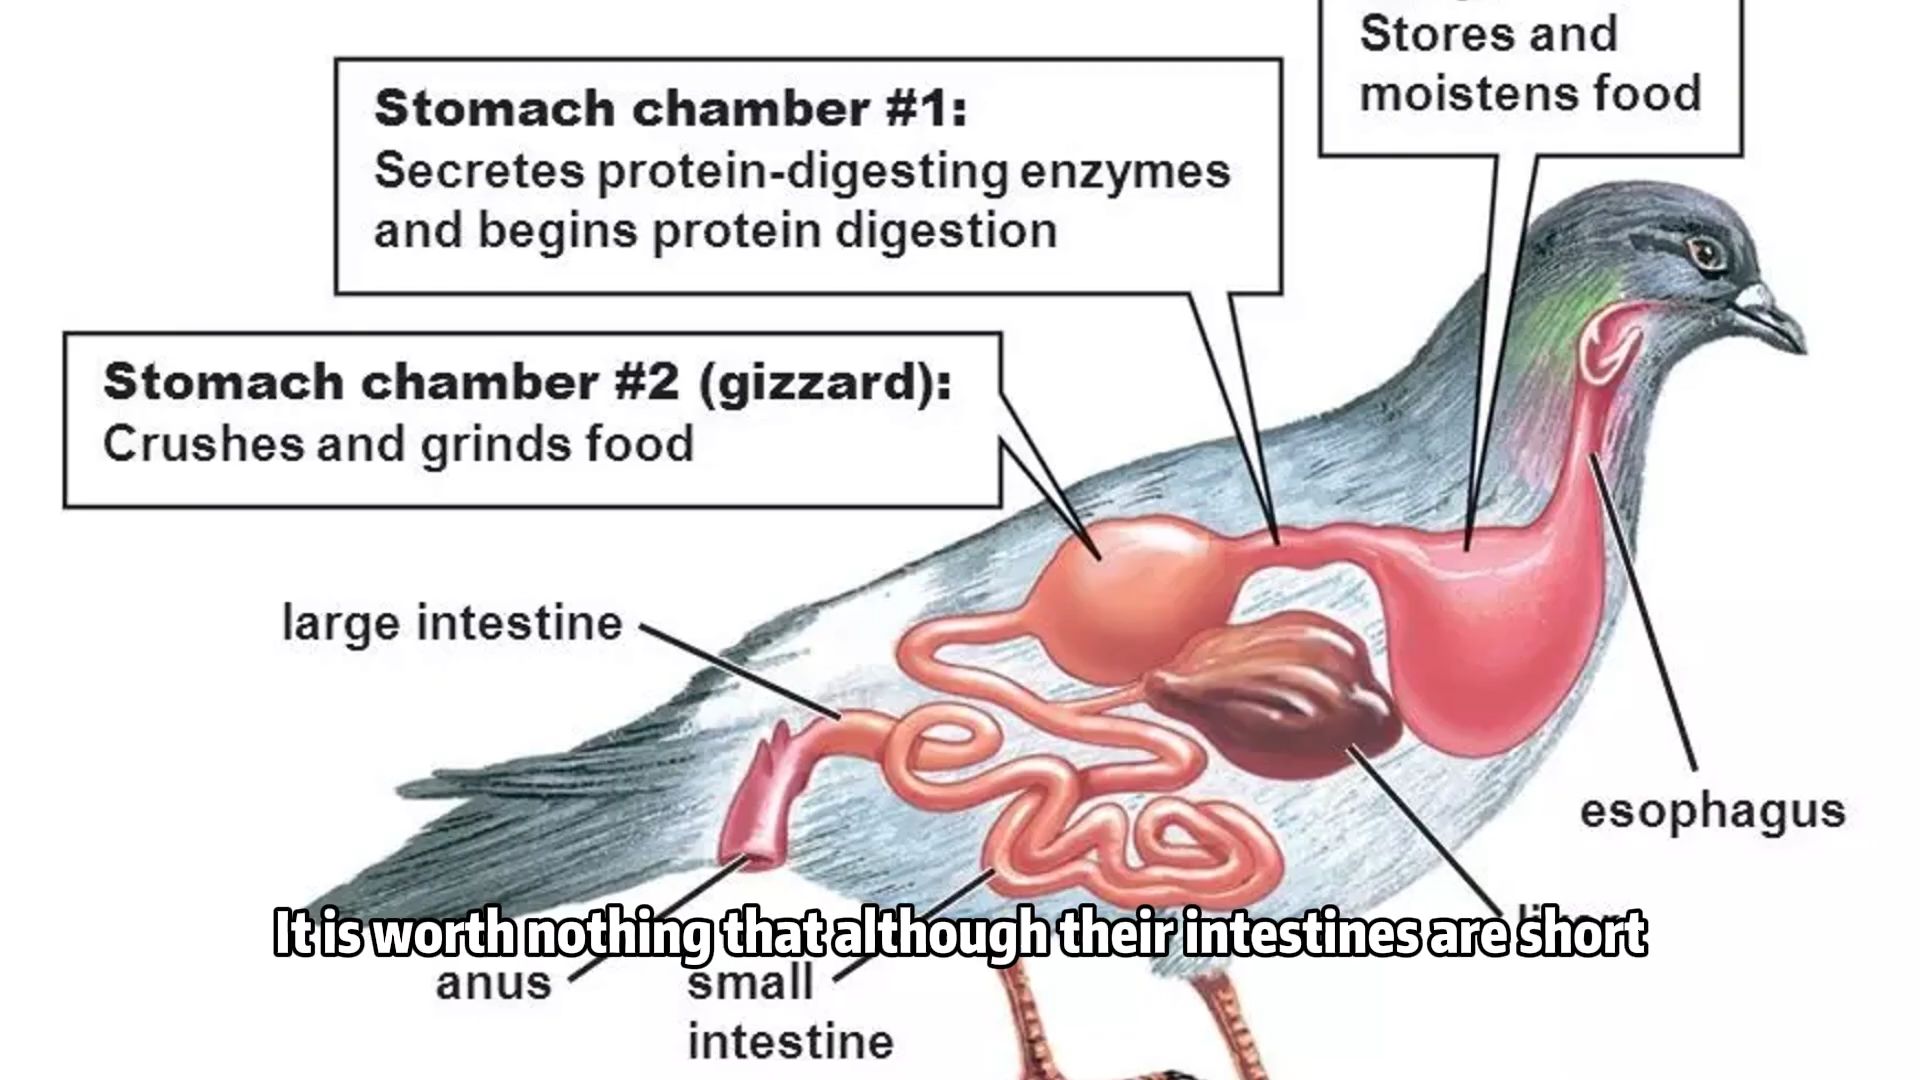 Stores and
moistens food
Stomach chamber #1:
Secretes protein-digesting enzymes
and begins protein digestion
Stomach chamber #2 (gizzard):
Crushes and grinds food
large intestine
esophagus
It is worth nothing that although their intestines are short
anus
small
intestine